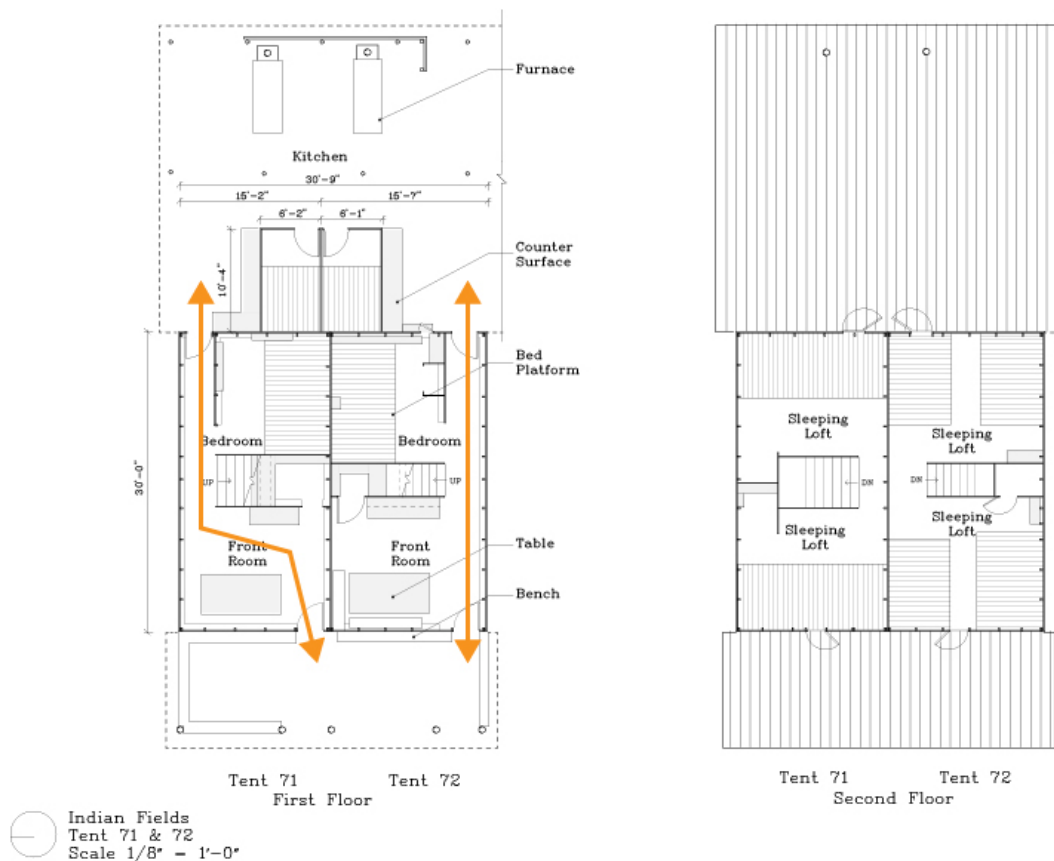 Furnace
Kitchen
30'-9"
15'-2"
15'-7"
6'-2"
6'-1"
10'-4"
Counter
Surface
Bed
Platform
Bedroom
Bedroom
30'-0"
UP
UP
Front
Room
Front
Room
Table
Bench
Tent 71
Tent 72
First Floor
Sleeping
Loft
Sleeping
Loft
DN
DN
Sleeping
Loft
Sleeping
Loft
Tent 71
Tent 72
Second Floor
Indian Fields
Tent 71 & 72
Scale 1/8" = 1'-0"